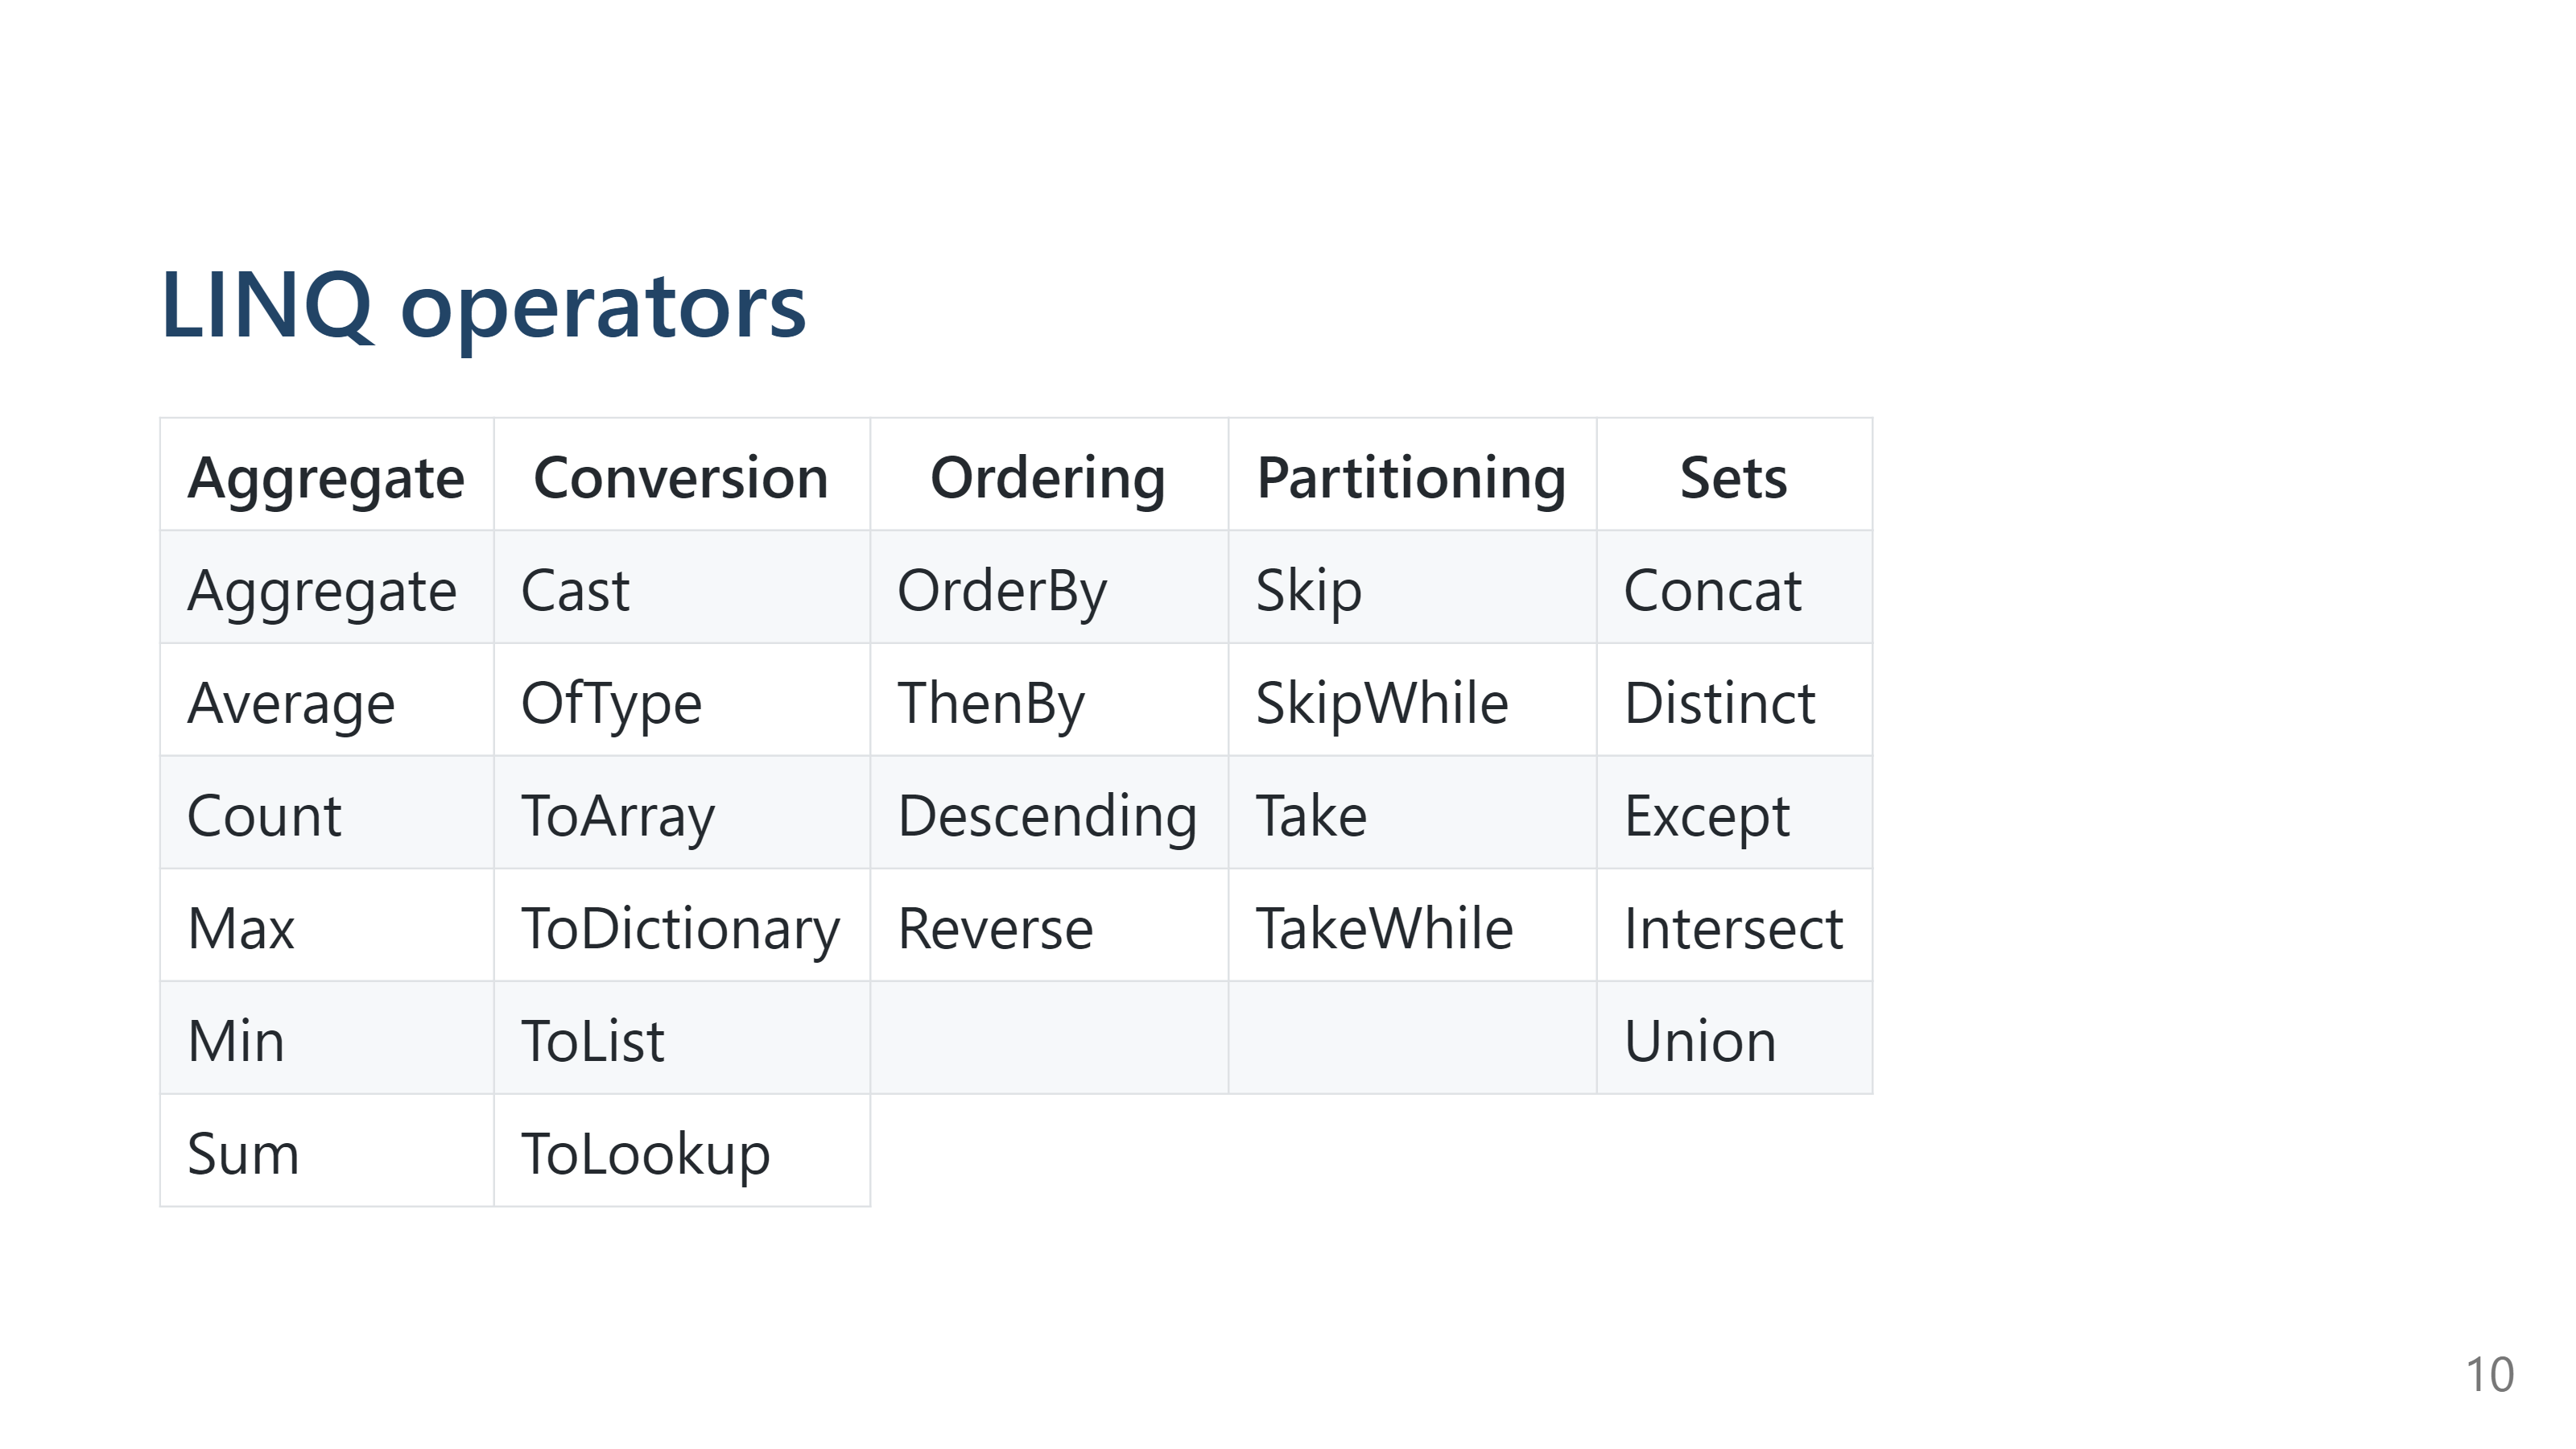 LINQ operators
Aggregate Conversion Ordering Partitioning Sets
Aggregate Cast OrderBy Skip Concat
Average OfType ThenBy SkipWhile Distinct
Count ToArray Descending Take Except
Max ToDictionary Reverse TakeWhile Intersect
Min ToList Union
Sum ToLookup
10